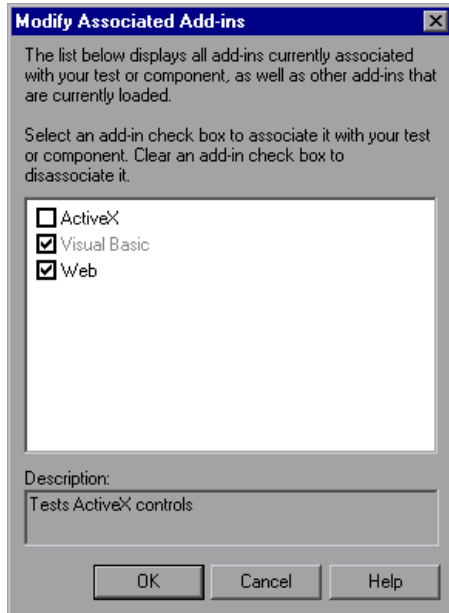 Modify Associated Add-ins
The list below displays all add-ins currently associated
with your test or component, as well as other add-ins that
are currently loaded.
Select an add-in check box to associate it with your test
or component. Clear an add-in check box to
disassociate it.
ActiveX
Visual Basic
Web
Description:
Tests ActiveX controls
OK
Cancel
Help